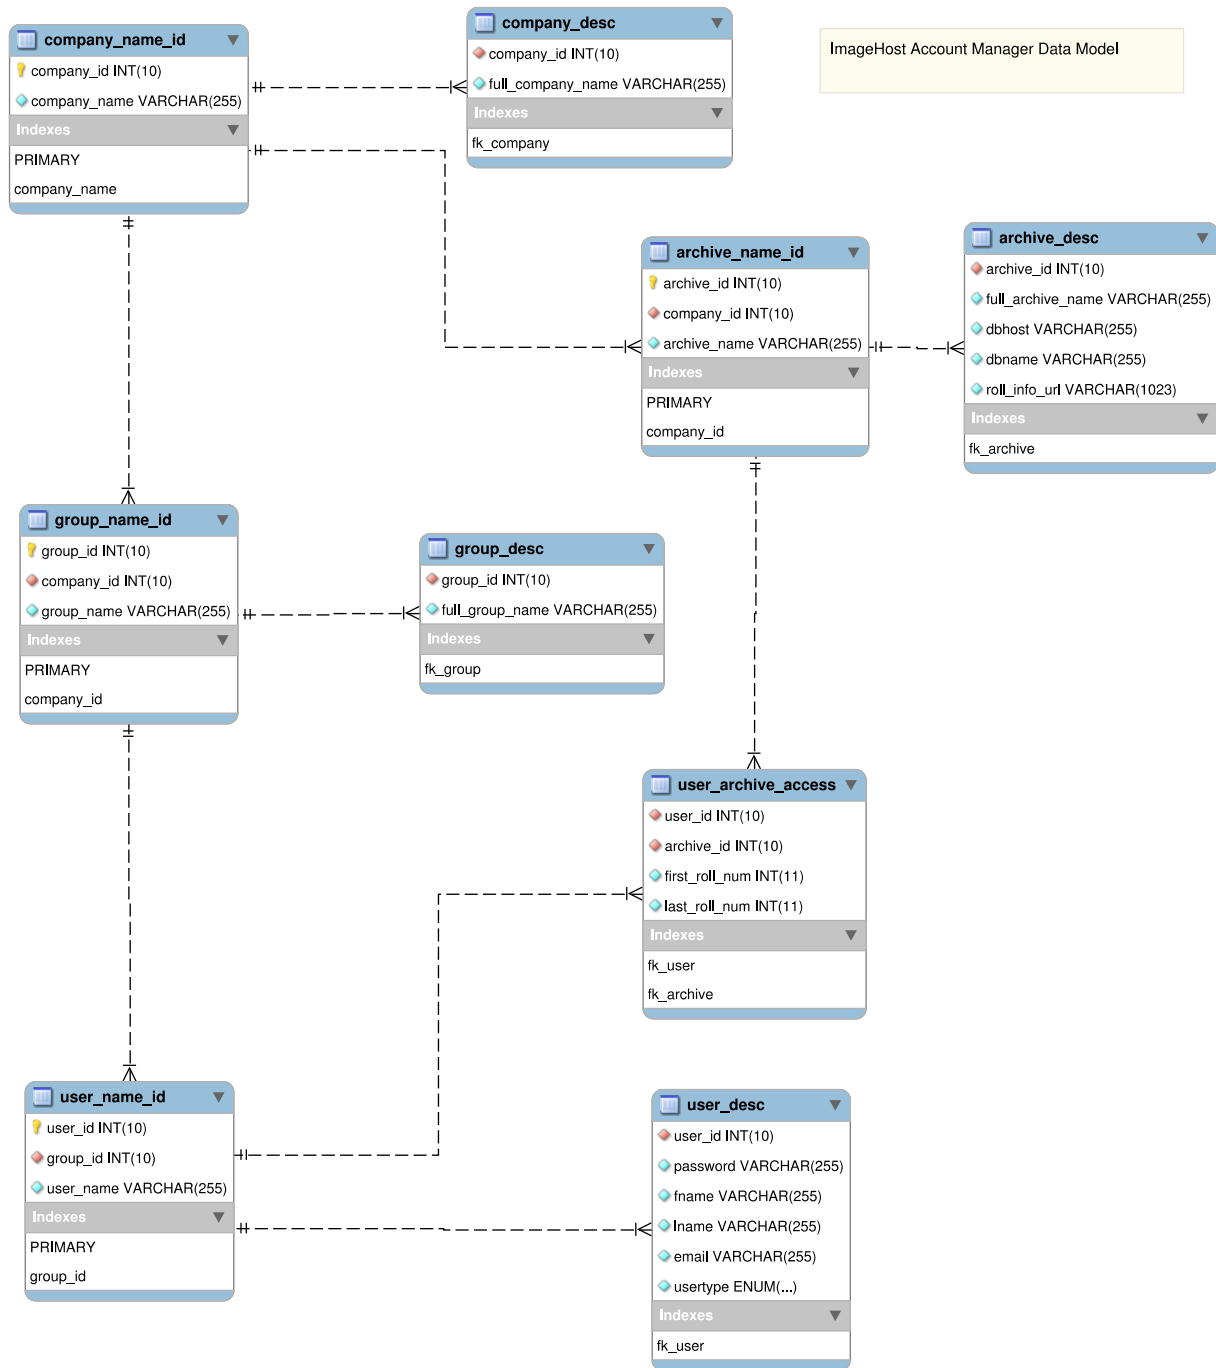 company_name_id
company_id INT(10)
company_name VARCHAR(255)
Indexes
PRIMARY
company_name
company_desc
company_id INT(10)
full_company_name VARCHAR(255)
Indexes
fk_company
ImageHost Account Manager Data Model
archive_name_id
archive_id INT(10)
company_id INT(10)
archive_name VARCHAR(255)
Indexes
PRIMARY
company_id
archive_desc
archive_id INT(10)
full_archive_name VARCHAR(255)
dbhost VARCHAR(255)
dbname VARCHAR(255)
roll_info_url VARCHAR(1023)
Indexes
fk_archive
group_name_id
group_id INT(10)
company_id INT(10)
group_name VARCHAR(255)
Indexes
PRIMARY
company_id
group_desc
group_id INT(10)
full_group_name VARCHAR(255)
Indexes
fk_group
user_archive_access
user_id INT(10)
archive_id INT(10)
first_roll_num INT(11)
last_roll_num INT(11)
Indexes
fk_user
fk_archive
user_name_id
user_id INT(10)
group_id INT(10)
user_name VARCHAR(255)
Indexes
PRIMARY
group_id
user_desc
user_id INT(10)
password VARCHAR(255)
fname VARCHAR(255)
lname VARCHAR(255)
email VARCHAR(255)
usertype ENUM(...)
Indexes
fk_user